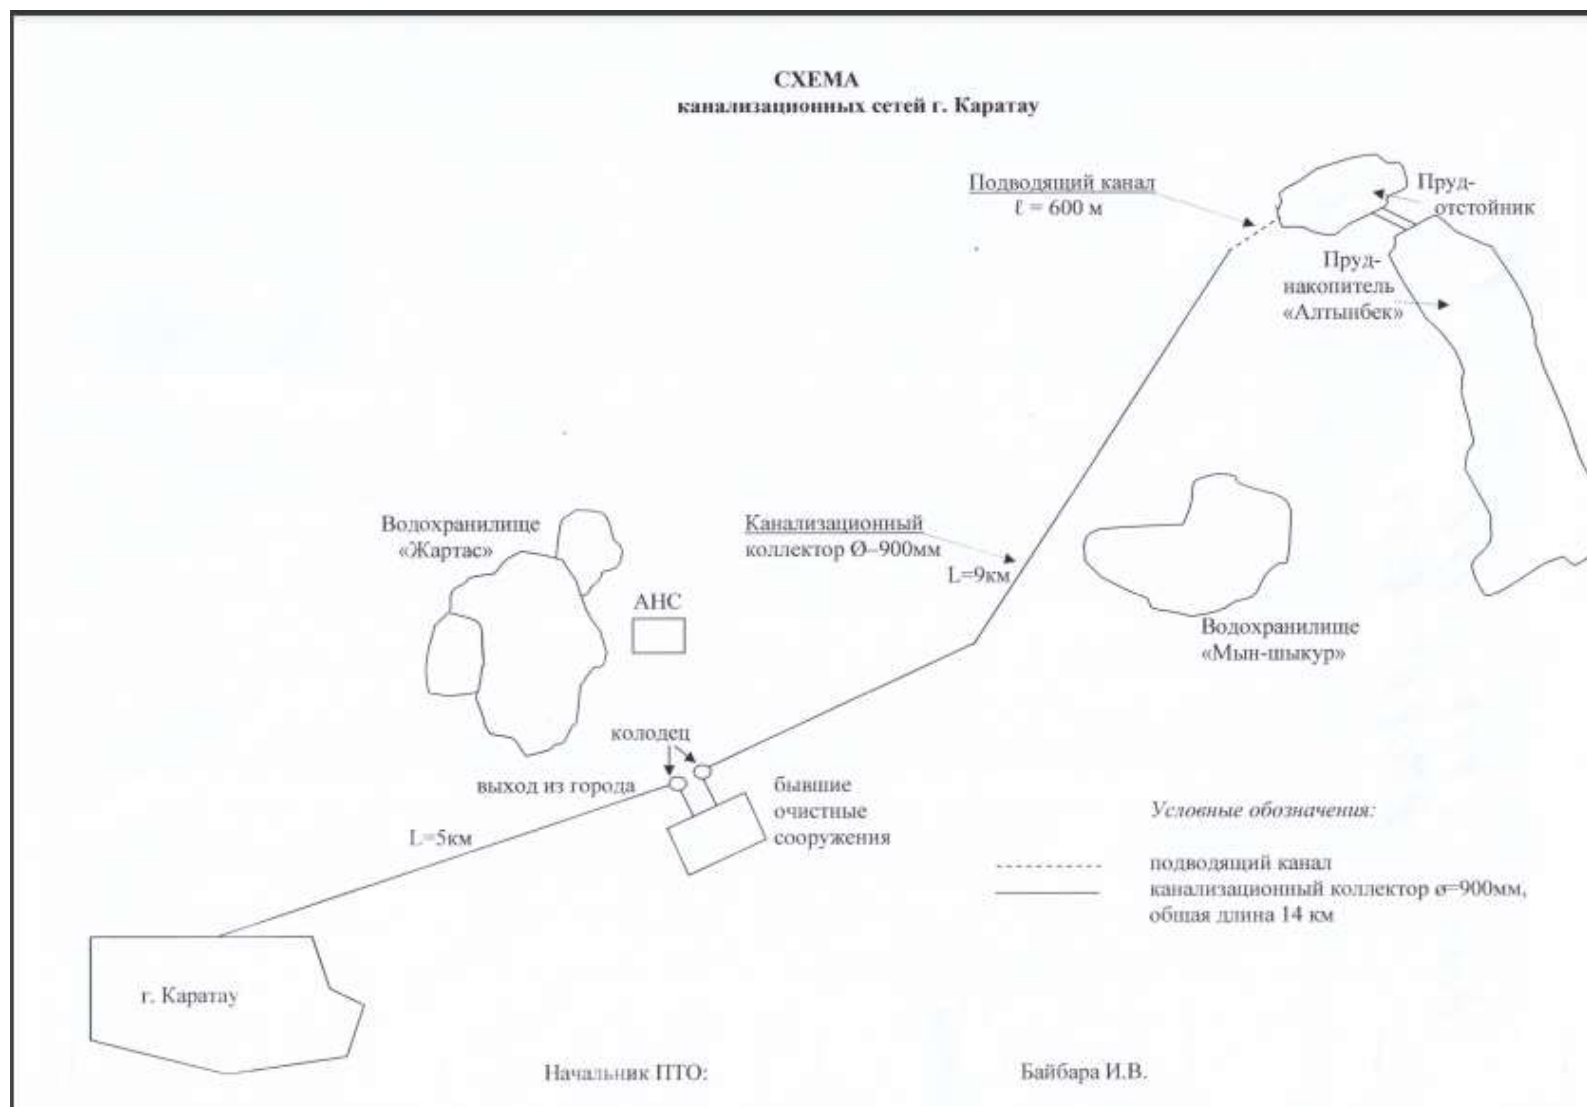 СХЕМА
канализационных сетей г. Каратау
Подводящий канал
ℓ = 600 м
Пруд-
отстойник
Пруд-
накопитель
«Алтынбек»
Водохранилище
«Жартас»
Канализационный
коллектор Ø–900мм
L=9км
АНС
Водохранилище
«Мын-шыкур»
колодец
выход из города
бывшие
очистные
сооружения
L=5км
Условные обозначения:
подводящий канал
канализационный коллектор ø=900мм,
общая длина 14 км
г. Каратау
Начальник ПТО:
Байбара И.В.